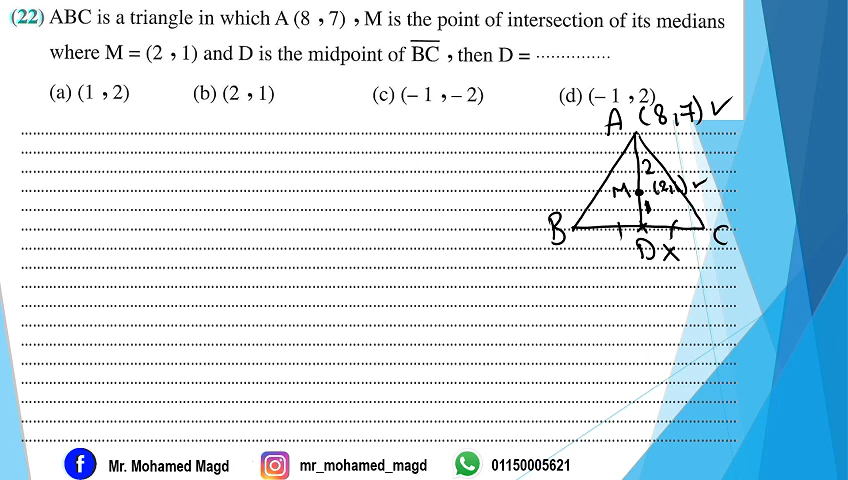 (22) ABC is a triangle in which A (8 , 7) , M is the point of intersection of its medians
where M = (2 , 1) and D is the midpoint of BC , then D = ...............
(a) (1 , 2) (b) (2 , 1) (c) (– 1 , – 2) (d) (– 1 , 2)
A (8,7) ✓
2
M (2,1) ✓
1
B C
D x
Mr. Mohamed Magd mr_mohamed_magd 01150005621